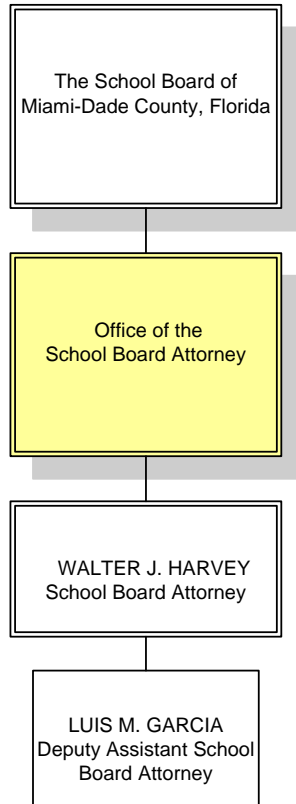 The School Board of
Miami-Dade County, Florida
Office of the
School Board Attorney
WALTER J. HARVEY
School Board Attorney
LUIS M. GARCIA
Deputy Assistant School
Board Attorney